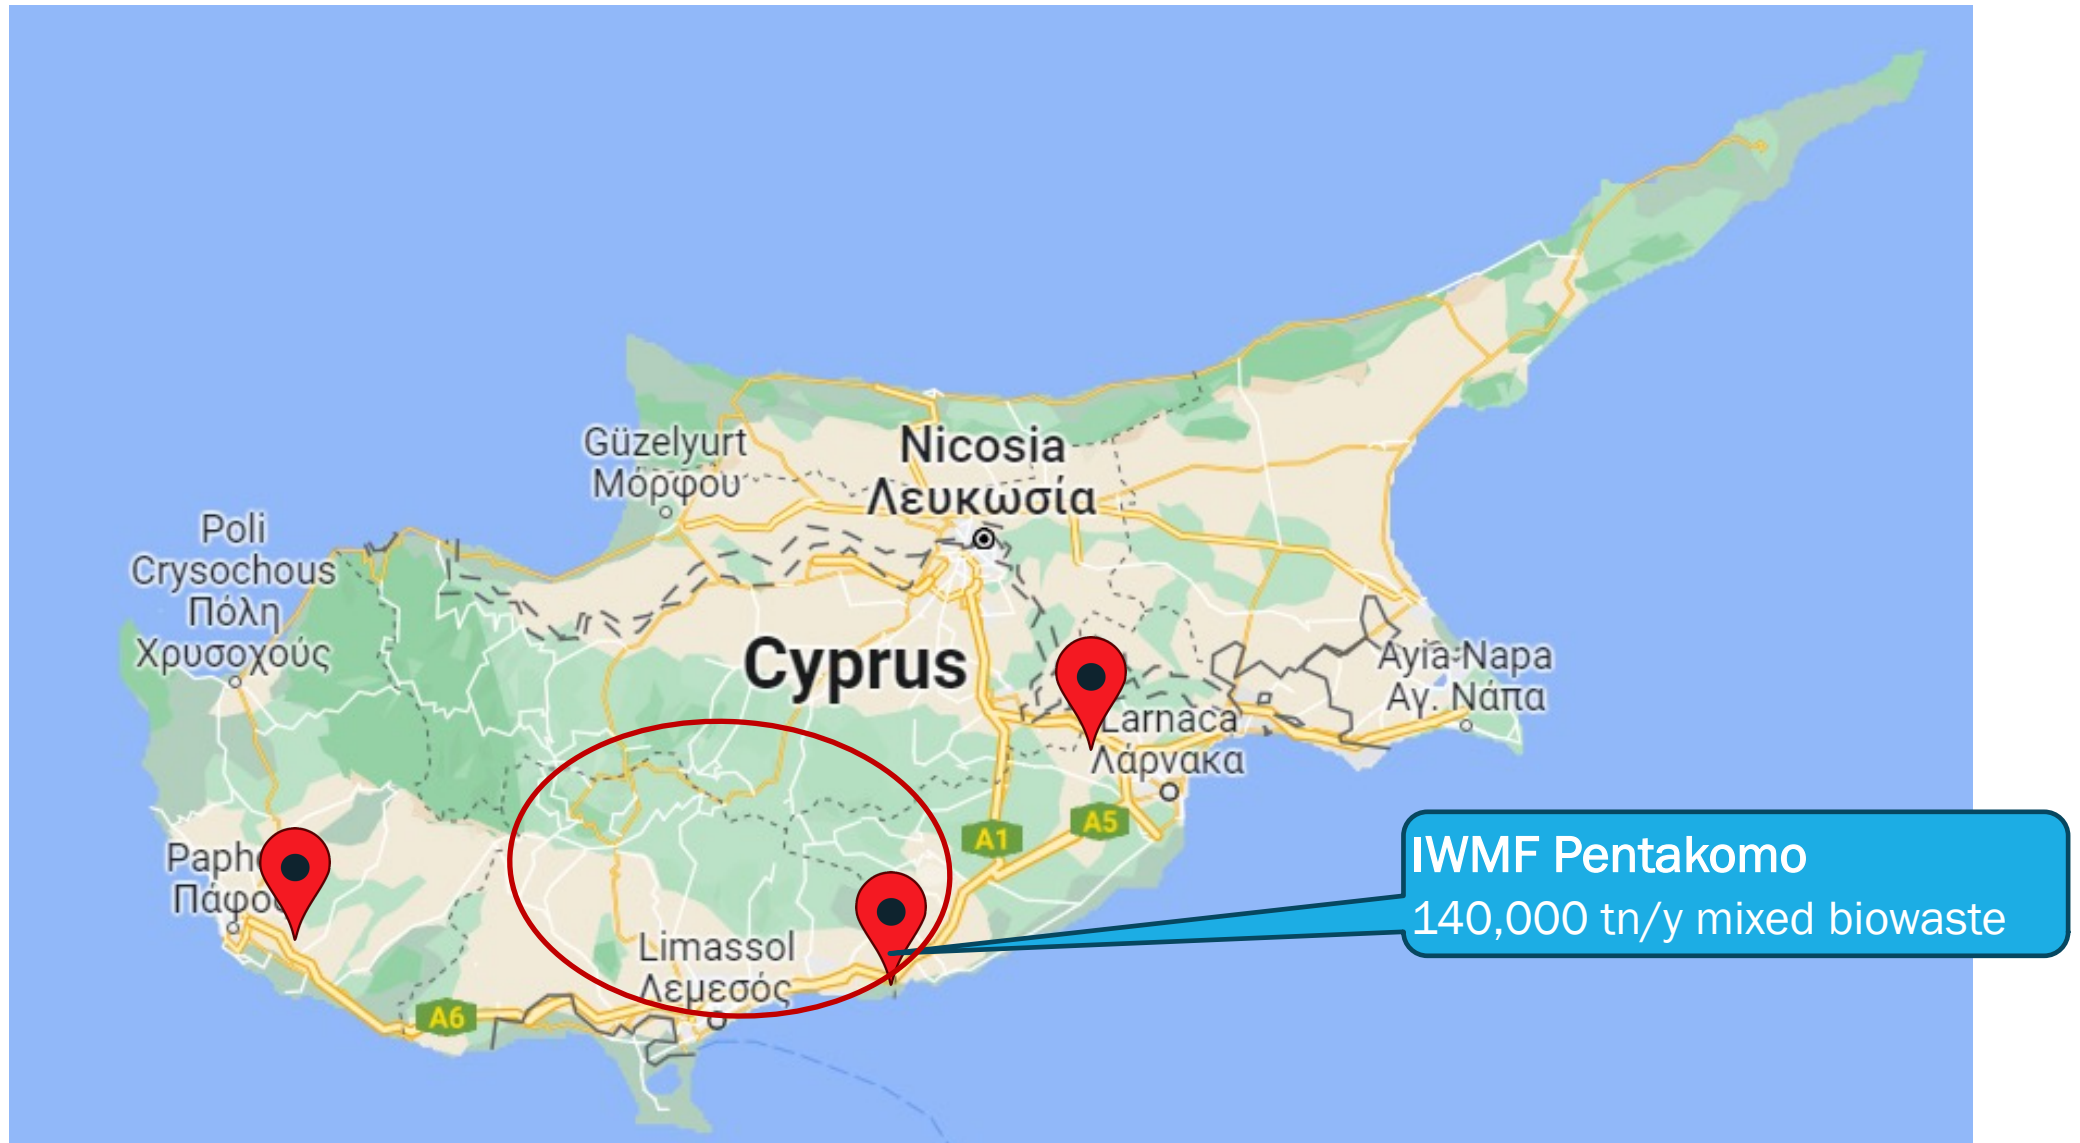 Nicosia
Λευκωσία
Güzelyurt
Μόρφου
Poli
Crysochous
Πόλη
Χρυσοχούς
Cyprus
Ayia Napa
Αγ. Νάπα
Larnaca
Λάρνακα
A1
A5
IWMF Pentakomo
140,000 tn/y mixed biowaste
Limassol
Λεμεσός
A6